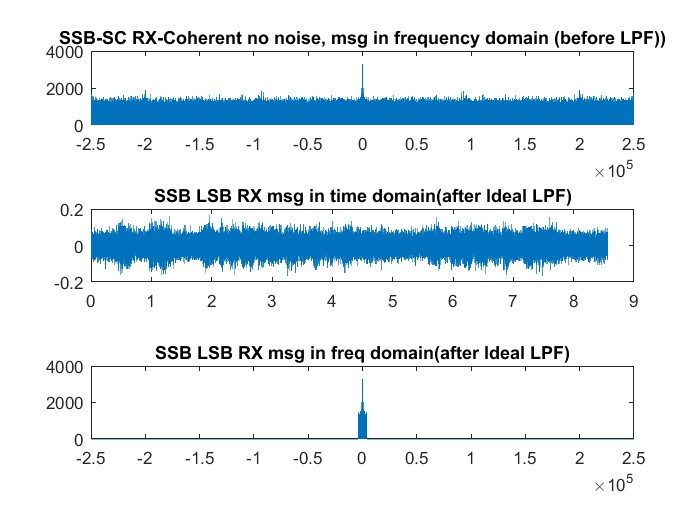 SSB-SC RX-Coherent no noise, msg in frequency domain (before LPF))
4000
2000
0
-2.5 -2 -1.5 -1 -0.5 0 0.5 1 1.5 2 2.5
×10^5
SSB LSB RX msg in time domain(after Ideal LPF)
0.2
0
-0.2
0 1 2 3 4 5 6 7 8 9
SSB LSB RX msg in freq domain(after Ideal LPF)
4000
2000
0
-2.5 -2 -1.5 -1 -0.5 0 0.5 1 1.5 2 2.5
×10^5